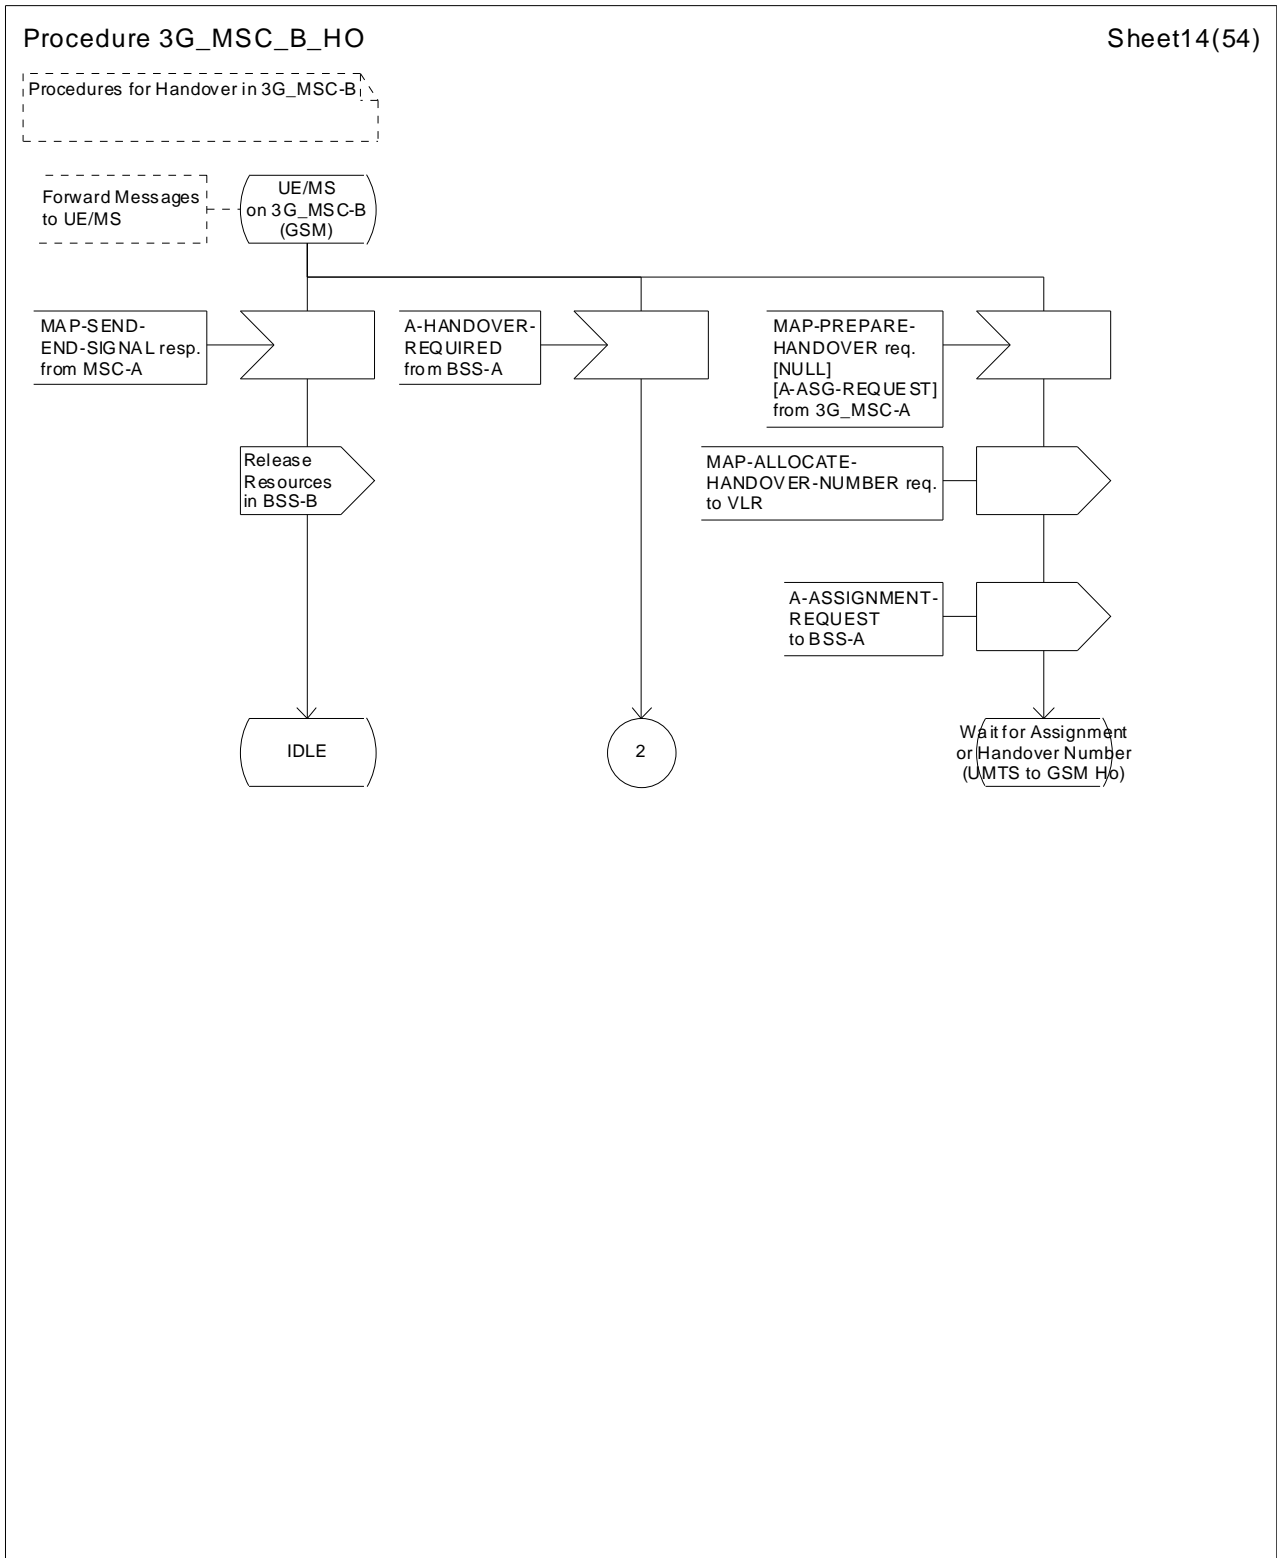 Procedure 3G_MSC_B_HO
Sheet14(54)
Procedures for Handover in 3G_MSC-B
Forward Messages
to UE/MS
UE/MS
on 3G_MSC-B
(GSM)
MAP-SEND-
END-SIGNAL resp.
from MSC-A
A-HANDOVER-
REQUIRED
from BSS-A
MAP-PREPARE-
HANDOVER req.
[NULL]
[A-ASG-REQUEST]
from 3G_MSC-A
Release
Resources
in BSS-B
MAP-ALLOCATE-
HANDOVER-NUMBER req.
to VLR
A-ASSIGNMENT-
REQUEST
to BSS-A
IDLE
2
Wait for Assignment
or Handover Number
(UMTS to GSM Ho)